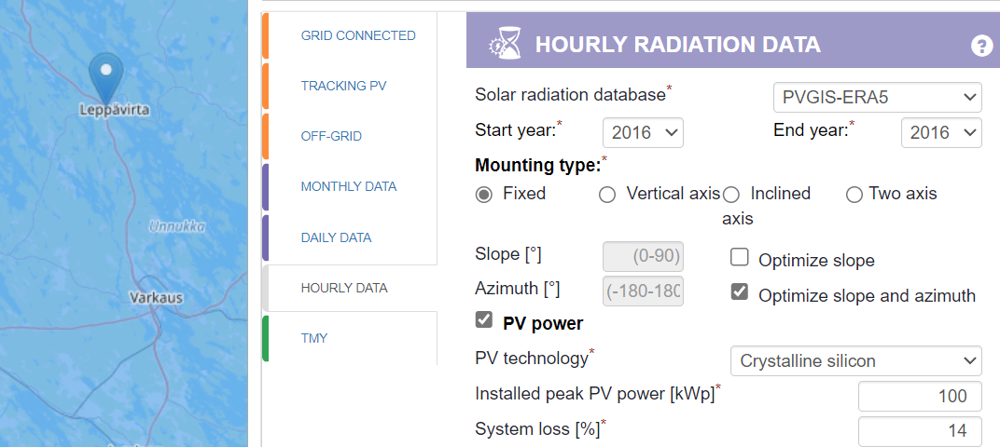 Leppävirta
Unnukka
Varkaus
GRID CONNECTED
TRACKING PV
OFF-GRID
MONTHLY DATA
DAILY DATA
HOURLY DATA
TMY
HOURLY RADIATION DATA ?
Solar radiation database* PVGIS-ERA5
Start year:* 2016 End year:* 2016
Mounting type:*
Fixed Vertical axis Inclined axis Two axis
Slope [°] (0-90) Optimize slope
Azimuth [°] (-180-180 Optimize slope and azimuth
PV power
PV technology* Crystalline silicon
Installed peak PV power [kWp]* 100
System loss [%]* 14